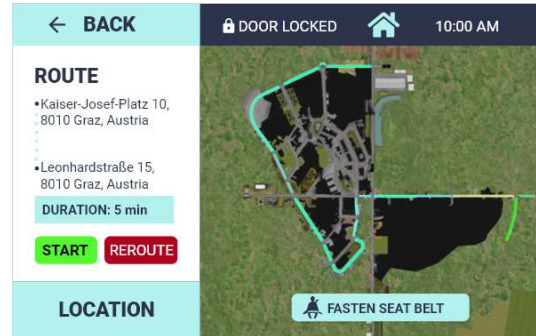 ← BACK
DOOR LOCKED
10:00 AM
ROUTE
•Kaiser-Josef-Platz 10,
8010 Graz, Austria
•Leonhardstraße 15,
8010 Graz, Austria
DURATION: 5 min
START
REROUTE
LOCATION
FASTEN SEAT BELT